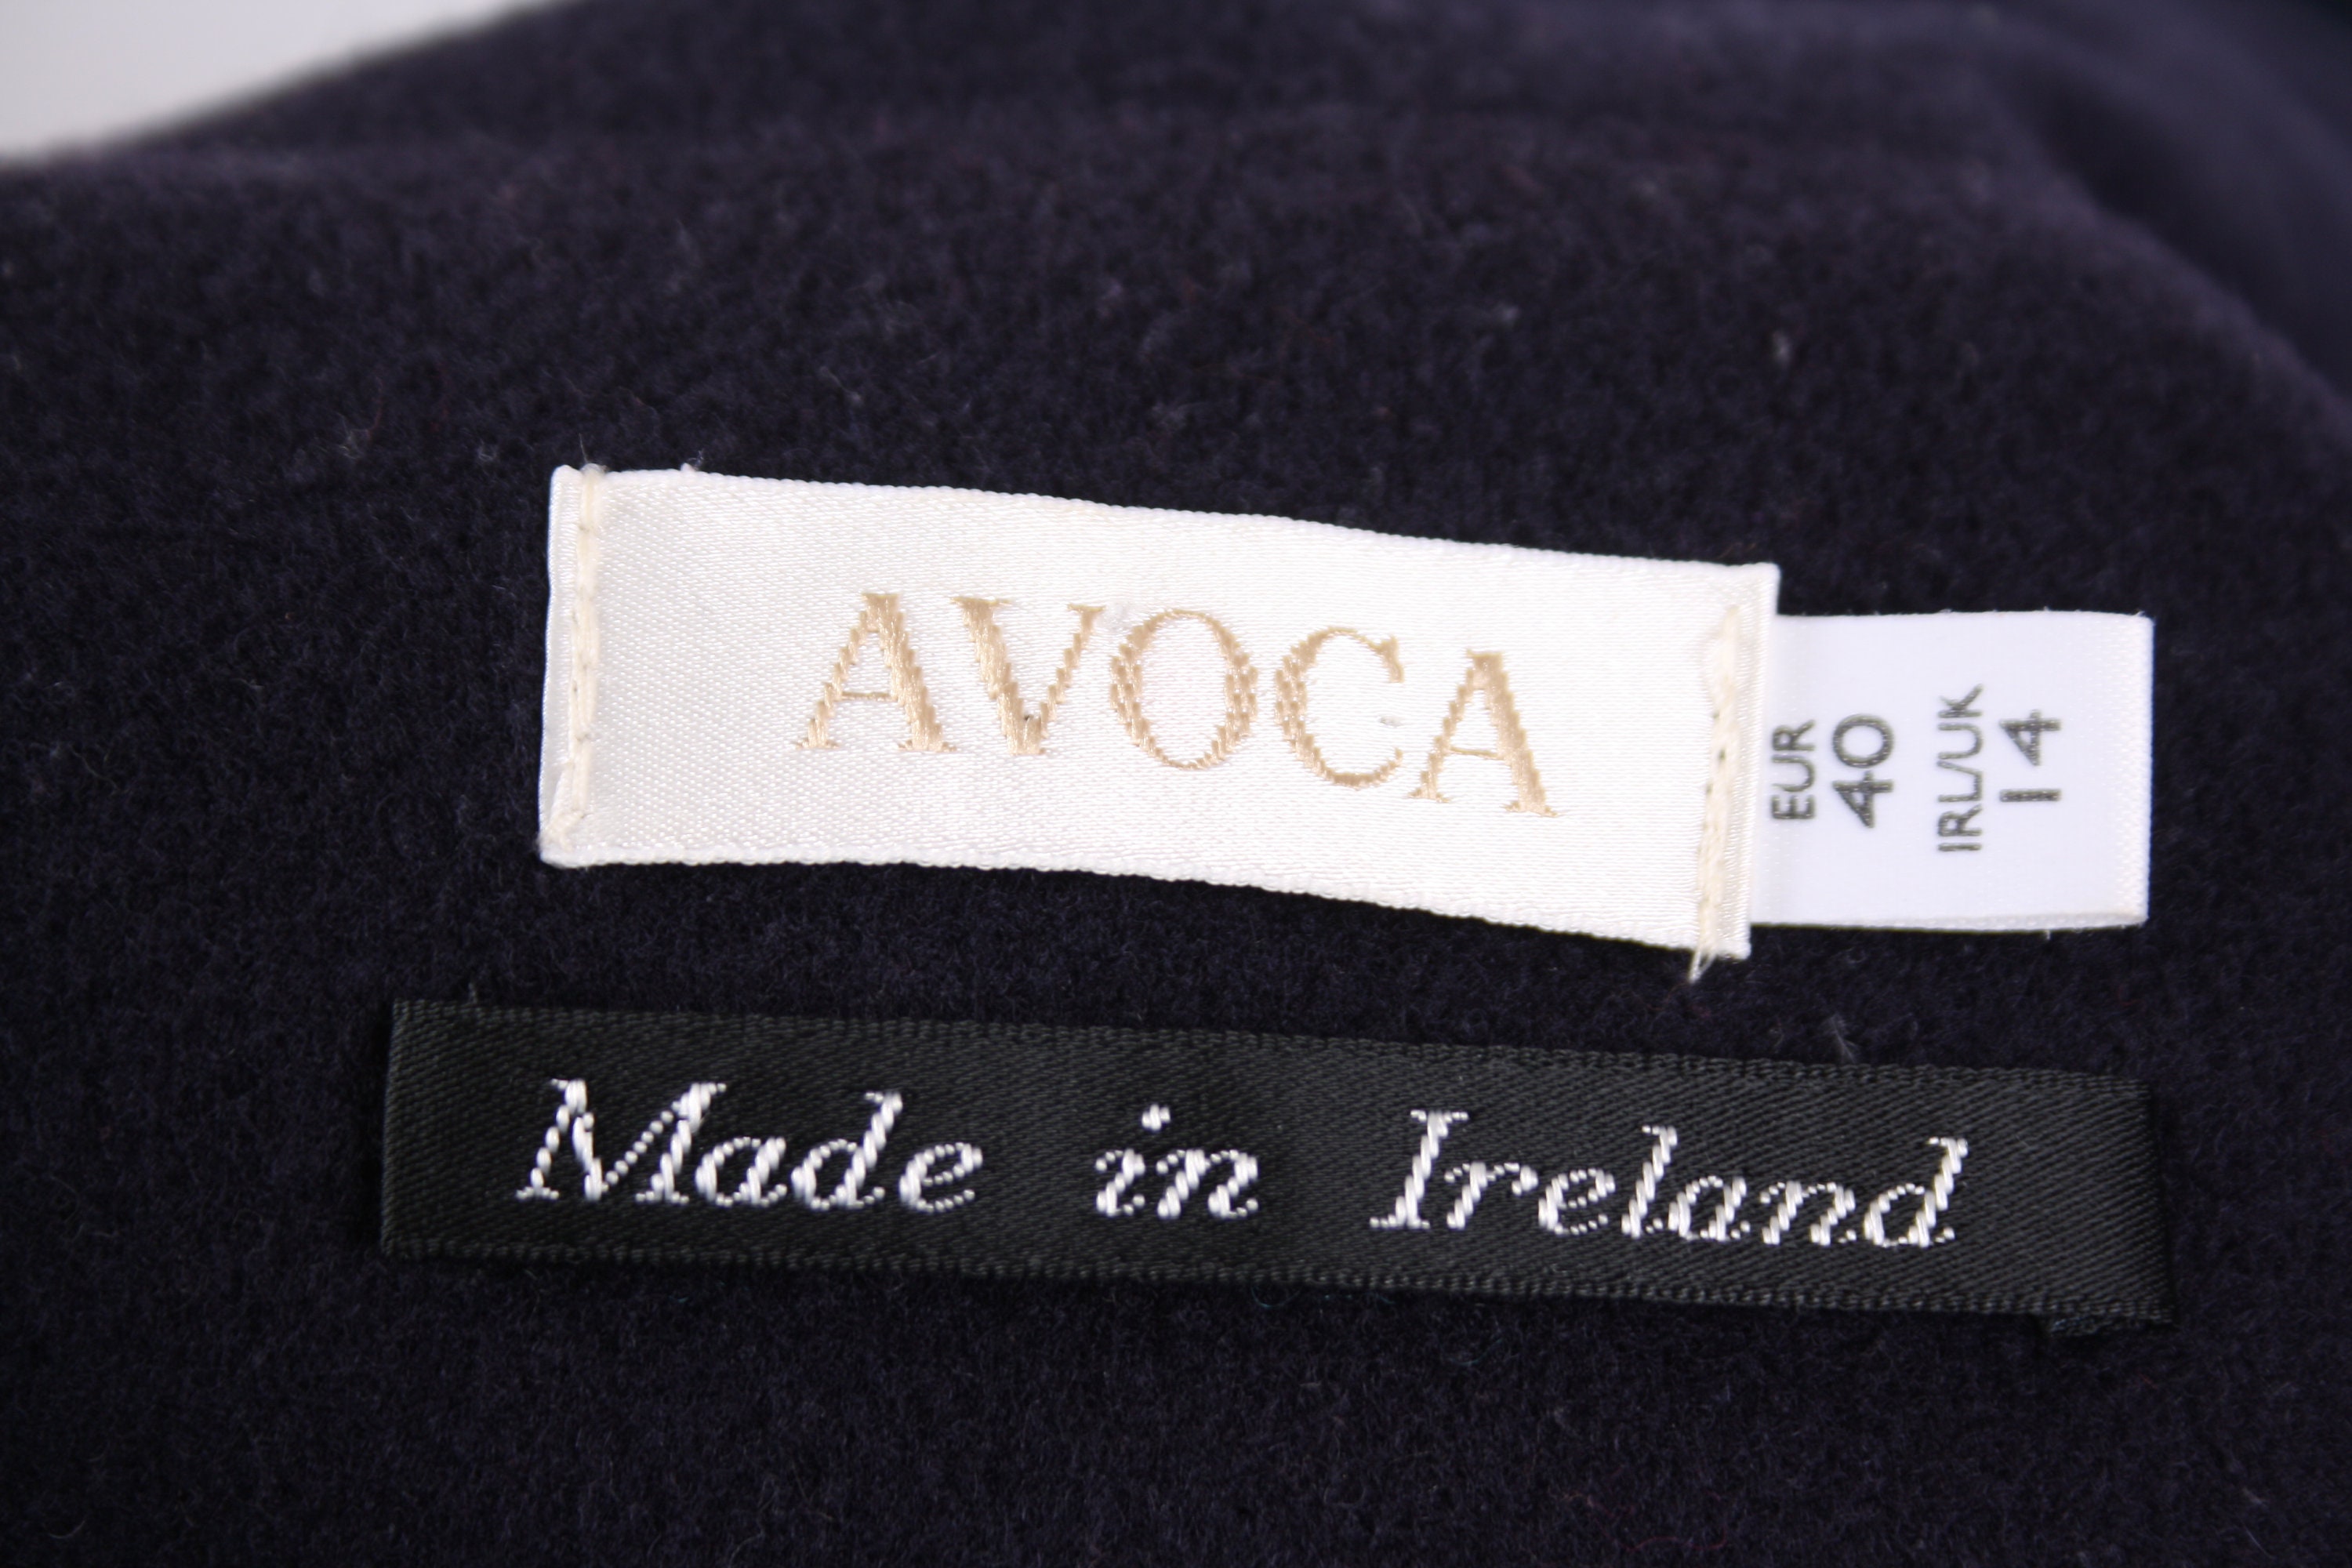 AVOCA
EUR
40
IRL/UK
14
Made in Ireland